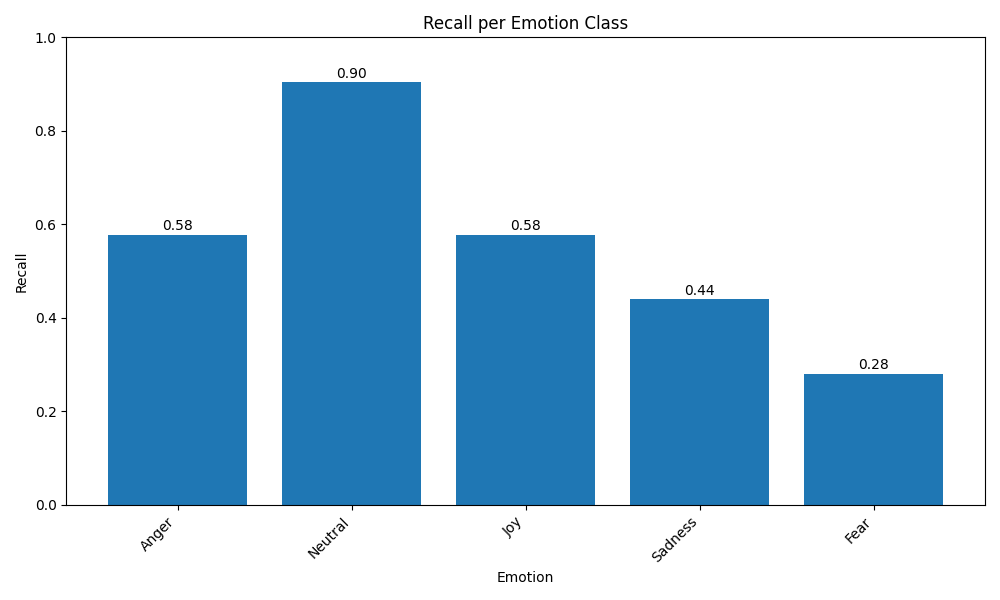 Recall per Emotion Class
1.0
0.8
0.6
0.4
0.2
0.0
Recall
0.58
0.90
0.58
0.44
0.28
Anger
Neutral
Joy
Sadness
Fear
Emotion